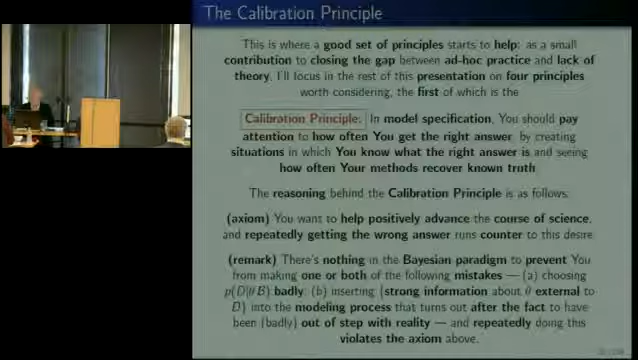 The Calibration Principle
This is where a good set of principles starts to help: as a small
contribution to closing the gap between ad-hoc practice and lack of
theory, I'll focus in the rest of this presentation on four principles
worth considering, the first of which is the
Calibration Principle: In model specification, You should pay
attention to how often You get the right answer, by creating
situations in which You know what the right answer is and seeing
how often Your methods recover known truth.
The reasoning behind the Calibration Principle is as follows:
(axiom) You want to help positively advance the course of science,
and repeatedly getting the wrong answer runs counter to this desire.
(remark) There's nothing in the Bayesian paradigm to prevent You
from making one or both of the following mistakes — (a) choosing
p(D|θ B) badly; (b) inserting {strong information about θ external to
D} into the modeling process that turns out after the fact to have
been (badly) out of step with reality — and repeatedly doing this
violates the axiom above.